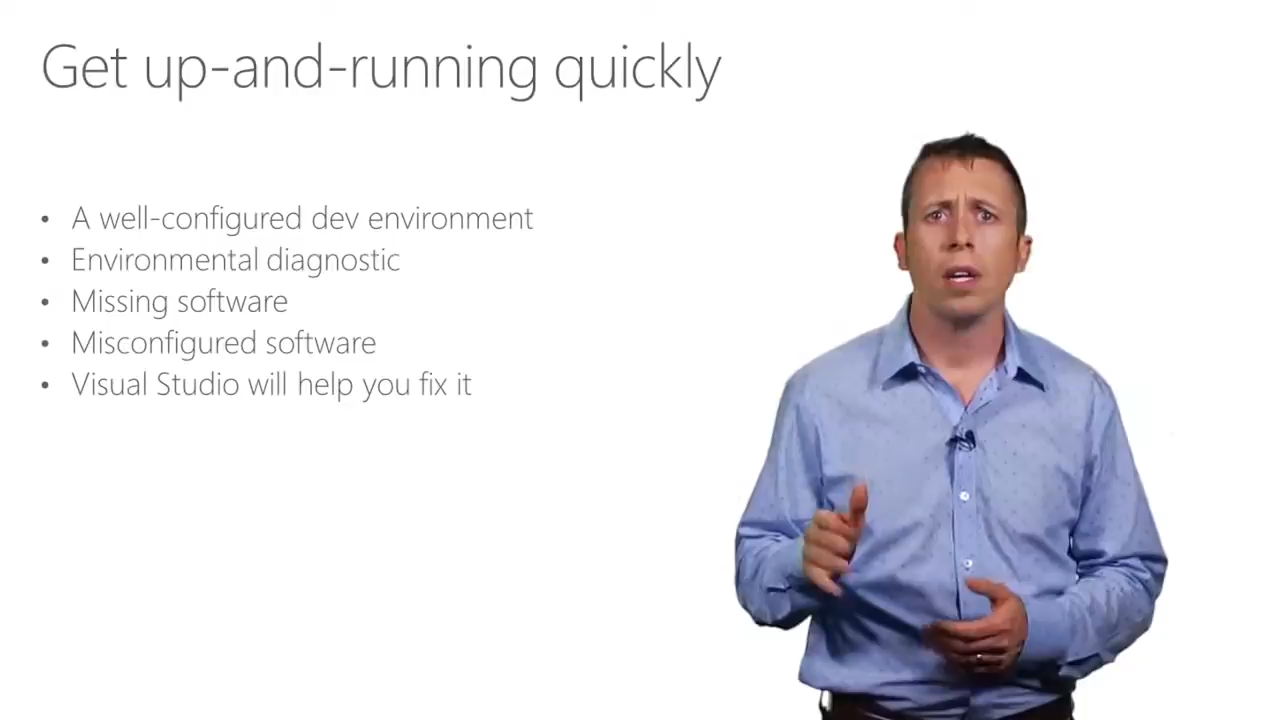 Get up-and-running quickly
• A well-configured dev environment
• Environmental diagnostic
• Missing software
• Misconfigured software
• Visual Studio will help you fix it